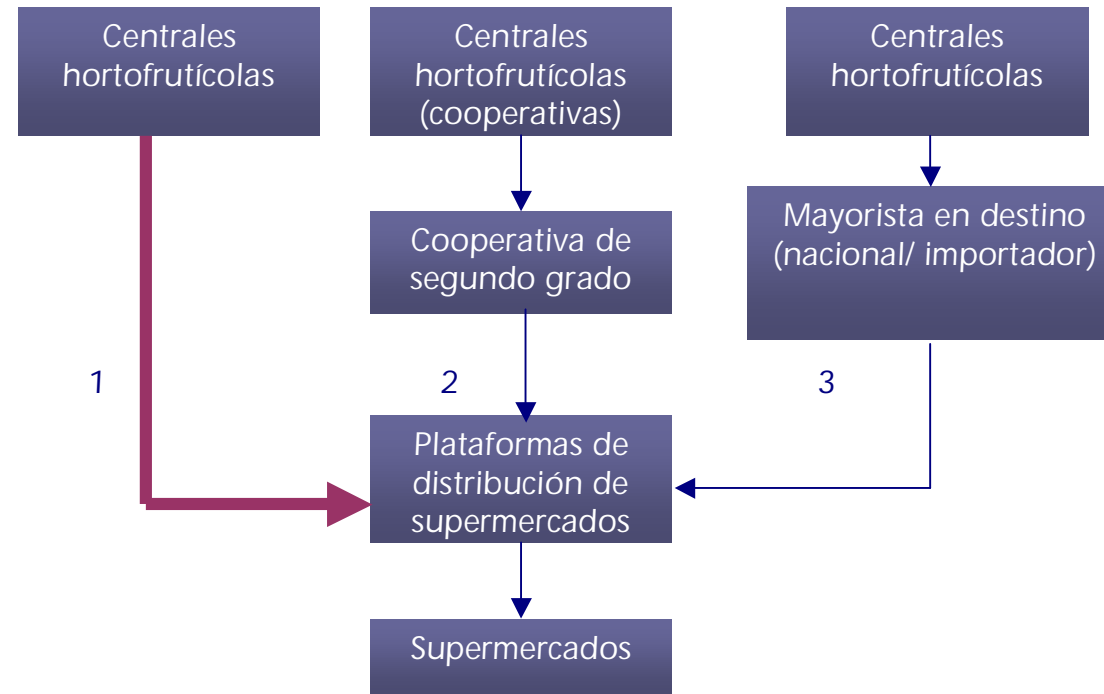 Centrales
hortofrutícolas
Centrales
hortofrutícolas
(cooperativas)
Centrales
hortofrutícolas
Cooperativa de
segundo grado
Mayorista en destino
(nacional/ importador)
1
2
3
Plataformas de
distribución de
supermercados
Supermercados